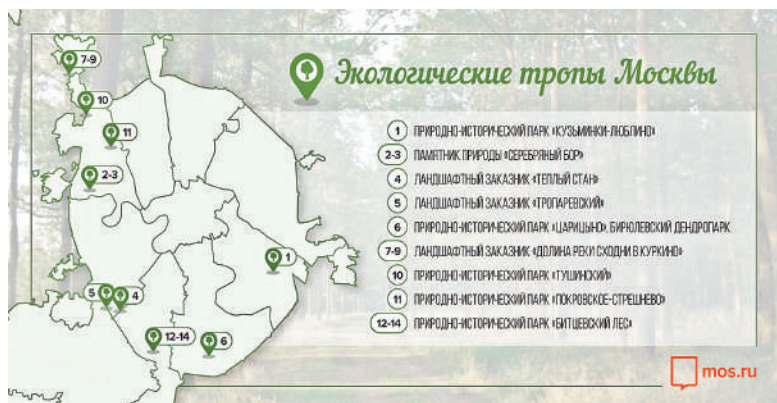 Экологические тропы Москвы
1 ПРИРОДНО-ИСТОРИЧЕСКИЙ ПАРК «КУЗЬМИНКИ-ЛЮБЛИНО»
2-3 ПАМЯТНИК ПРИРОДЫ «СЕРЕБРЯНЫЙ БОР»
4 ЛАНДШАФТНЫЙ ЗАКАЗНИК «ТЕПЛЫЙ СТАН»
5 ЛАНДШАФТНЫЙ ЗАКАЗНИК «ТРОПАРЕВСКИЙ»
6 ПРИРОДНО-ИСТОРИЧЕСКИЙ ПАРК «ЦАРИЦЫНО», БИРЮЛЕВСКИЙ ДЕНДРОПАРК
7-9 ЛАНДШАФТНЫЙ ЗАКАЗНИК «ДОЛИНА РЕКИ СХОДНИ В КУРКИНО»
10 ПРИРОДНО-ИСТОРИЧЕСКИЙ ПАРК «ТУШИНСКИЙ»
11 ПРИРОДНО-ИСТОРИЧЕСКИЙ ПАРК «ПОКРОВСКОЕ-СТРЕШНЕВО»
12-14 ПРИРОДНО-ИСТОРИЧЕСКИЙ ПАРК «БИТЦЕВСКИЙ ЛЕС»
7-9
10
11
2-3
1
5
4
12-14
6
mos.ru